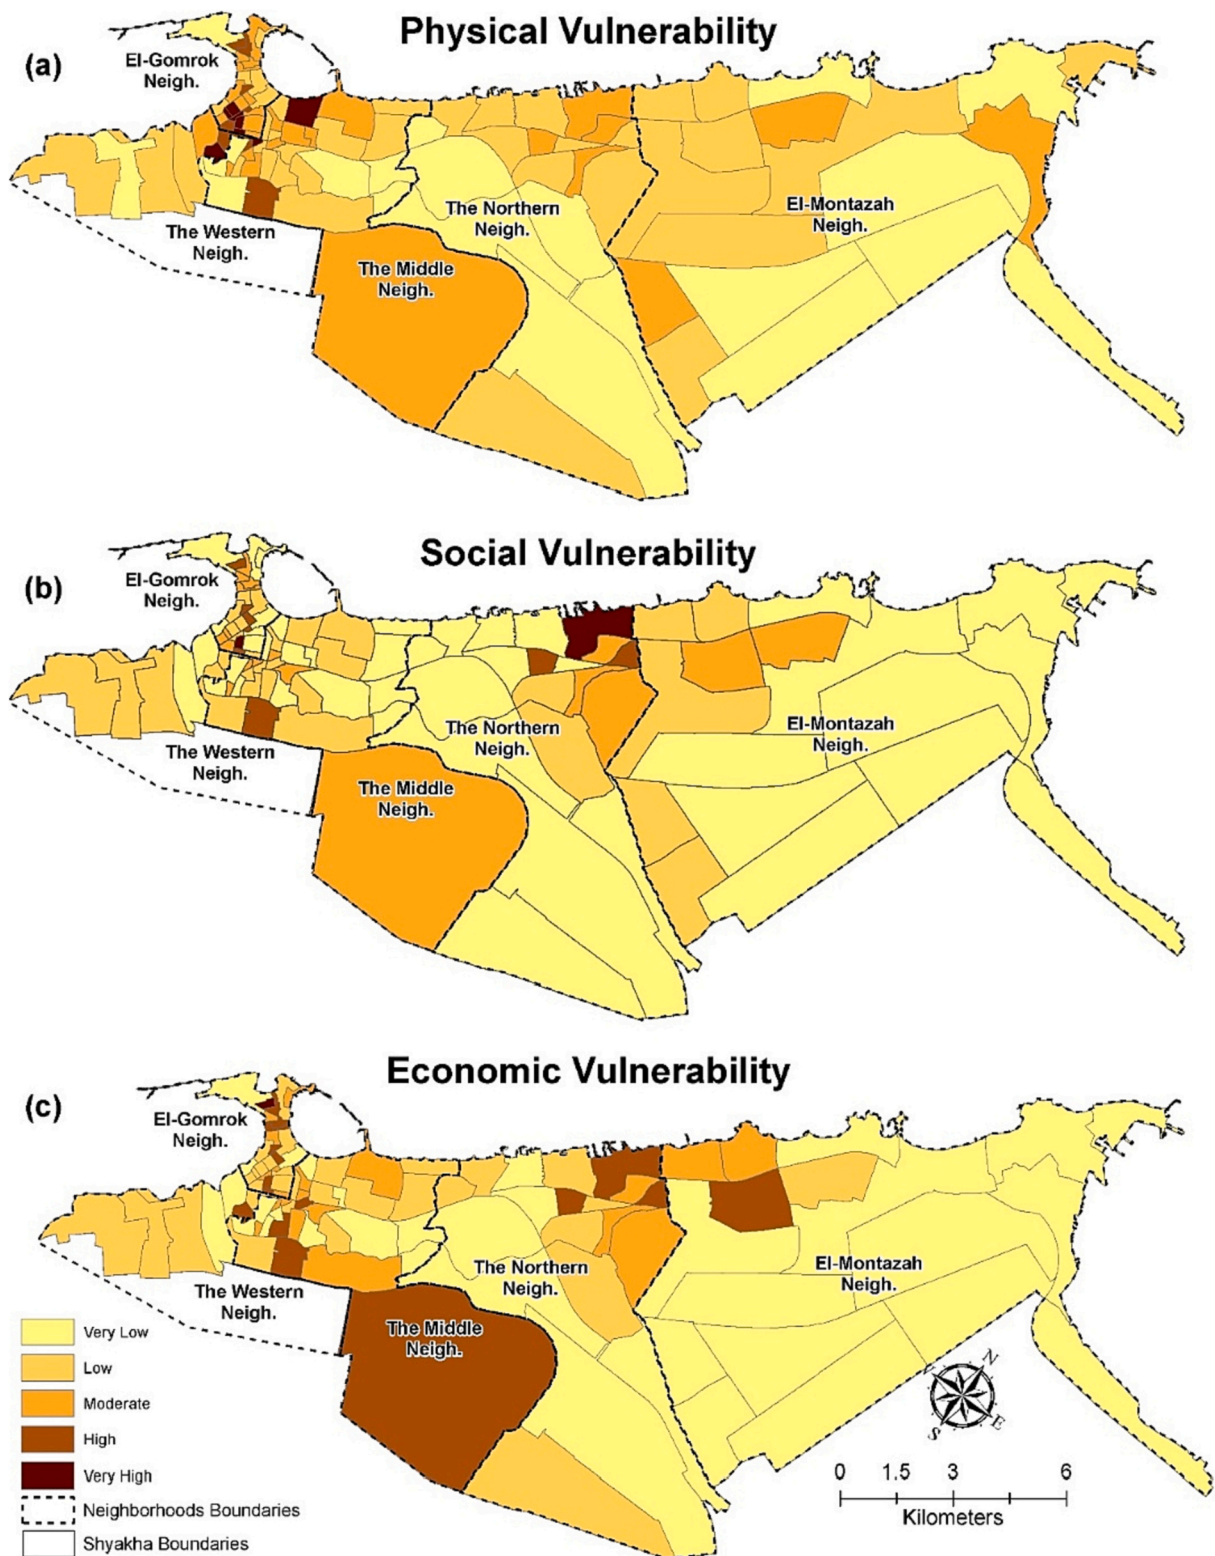 Physical Vulnerability
(a)
El-Gomrok
Neigh.
The Western
Neigh.
The Middle
Neigh.
The Northern
Neigh.
El-Montazah
Neigh.
Social Vulnerability
(b)
El-Gomrok
Neigh.
The Western
Neigh.
The Middle
Neigh.
The Northern
Neigh.
El-Montazah
Neigh.
Economic Vulnerability
(c)
El-Gomrok
Neigh.
The Western
Neigh.
The Middle
Neigh.
The Northern
Neigh.
El-Montazah
Neigh.
Very Low
Low
Moderate
High
Very High
Neighborhoods Boundaries
Shyakha Boundaries
N
E
S
0 1.5 3 6
Kilometers